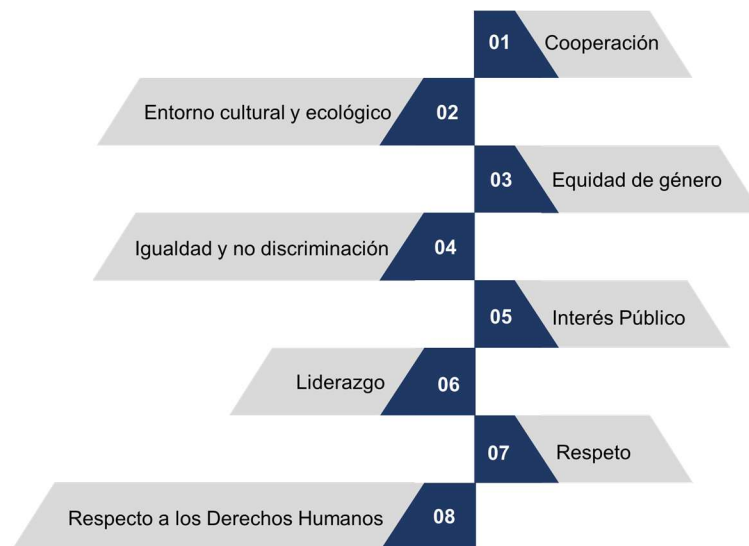 01 Cooperación
Entorno cultural y ecológico 02
03 Equidad de género
Igualdad y no discriminación 04
05 Interés Público
Liderazgo 06
07 Respeto
Respecto a los Derechos Humanos 08